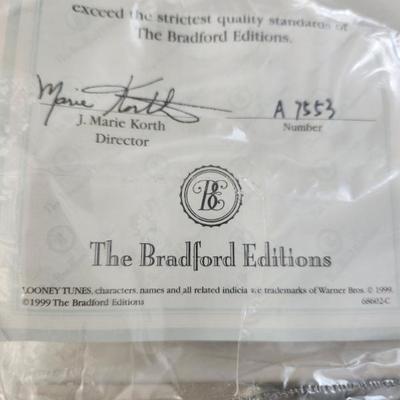 exceed the strictest quality standards of
The Bradford Editions.
Marie Korth
J. Marie Korth
Director
A 7553
Number
BE
The Bradford Editions
LOONEY TUNES, characters, names and all related indicia are trademarks of Warner Bros. © 1999.
©1999 The Bradford Editions
68602-C